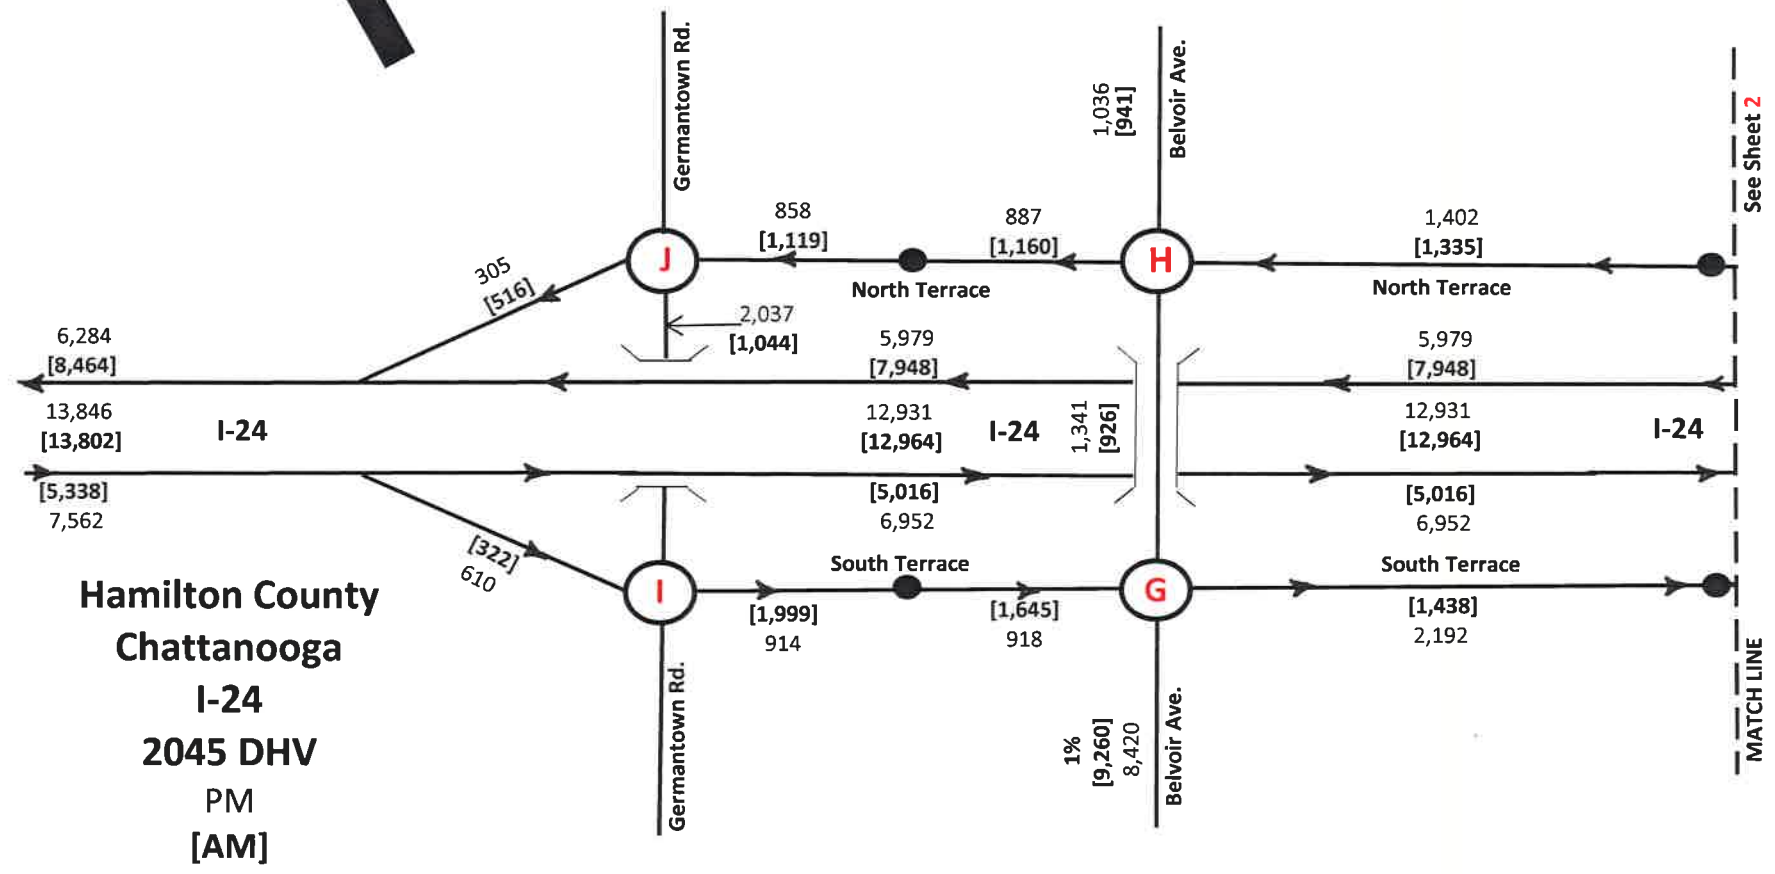 Germantown Rd.
1,036
[941]
Belvoir Ave.
See Sheet 2
858
[1,119]
887
[1,160]
1,402
[1,335]
J
H
305
[516]
North Terrace
North Terrace
2,037
[1,044]
6,284
[8,464]
5,979
[7,948]
5,979
[7,948]
13,846
[13,802]
I-24
12,931
[12,964]
I-24
1,341
[926]
12,931
[12,964]
I-24
[5,338]
7,562
[5,016]
6,952
[5,016]
6,952
[322]
610
South Terrace
South Terrace
I
G
[1,999]
914
[1,645]
918
[1,438]
2,192
Hamilton County
Chattanooga
I-24
2045 DHV
PM
[AM]
Germantown Rd.
1%
[9,260]
8,420
Belvoir Ave.
MATCH LINE